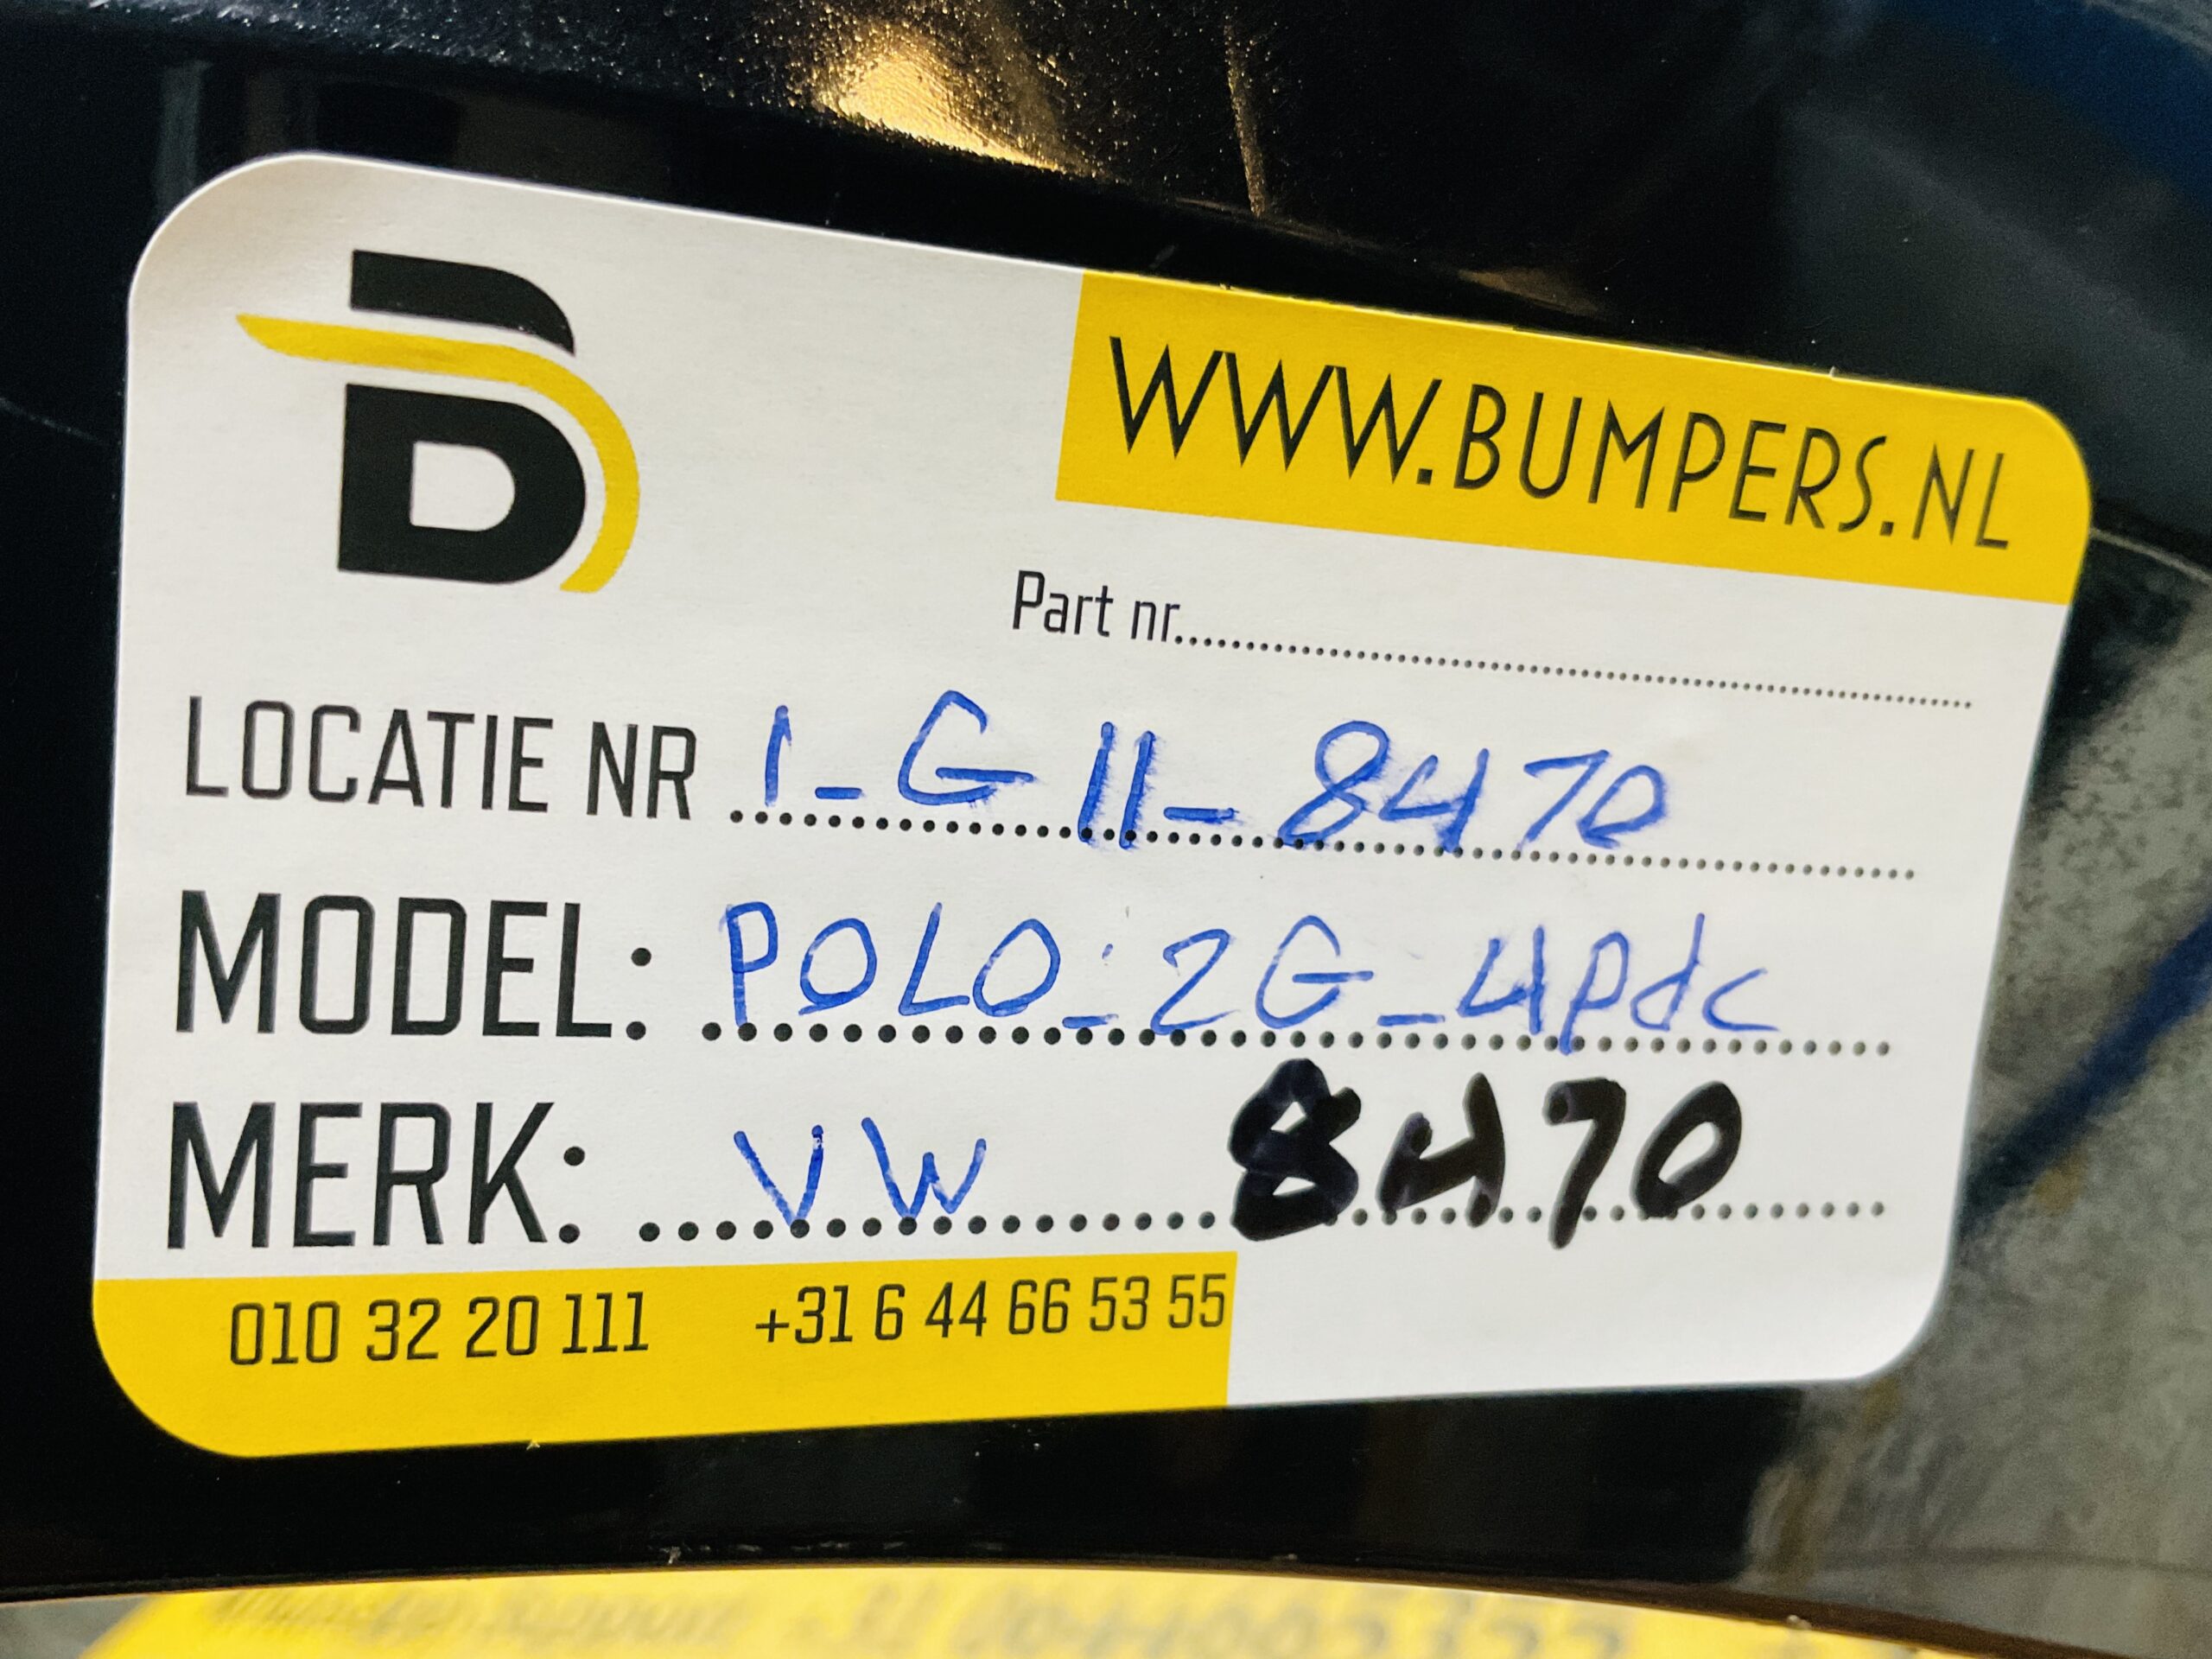 B
WWW.BUMPERS.NL
Part nr.
LOCATIE NR 1-G11-8470
MODEL: POLO-2G-4pdc
MERK: VW 8470
010 32 20 111 +31 6 44 66 53 55